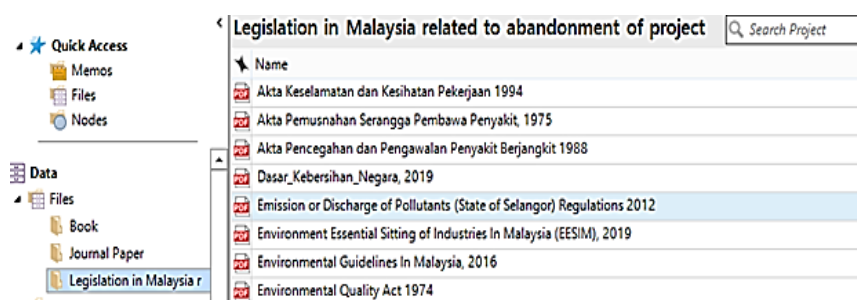 Quick Access
Memos
Files
Nodes
Data
Files
Book
Journal Paper
Legislation in Malaysia r
Legislation in Malaysia related to abandonment of project
Search Project
Name
Akta Keselamatan dan Kesihatan Pekerjaan 1994
Akta Pemusnahan Serangga Pembawa Penyakit, 1975
Akta Pencegahan dan Pengawalan Penyakit Berjangkit 1988
Dasar_Kebersihan_Negara, 2019
Emission or Discharge of Pollutants (State of Selangor) Regulations 2012
Environment Essential Sitting of Industries In Malaysia (EESIM), 2019
Environmental Guidelines In Malaysia, 2016
Environmental Quality Act 1974